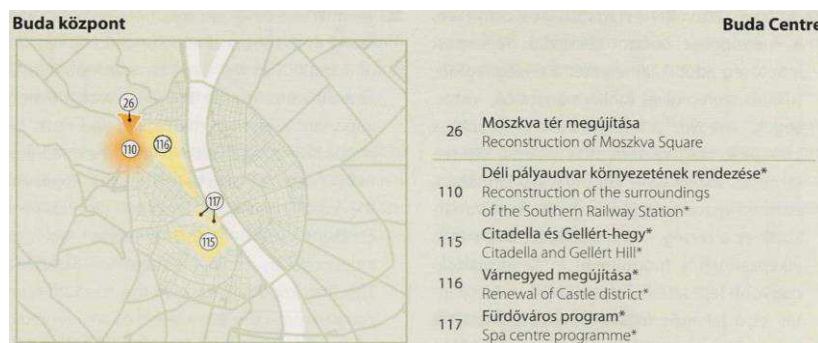 Buda központ
Buda Centre
26
110
116
117
115
26 Moszkva tér megújítása
Reconstruction of Moszkva Square
110 Déli pályaudvar környezetének rendezése*
Reconstruction of the surroundings
of the Southern Railway Station*
115 Citadella és Gellért-hegy*
Citadella and Gellért Hill*
116 Várnegyed megújítása*
Renewal of Castle district*
117 Fürdőváros program*
Spa centre programme*